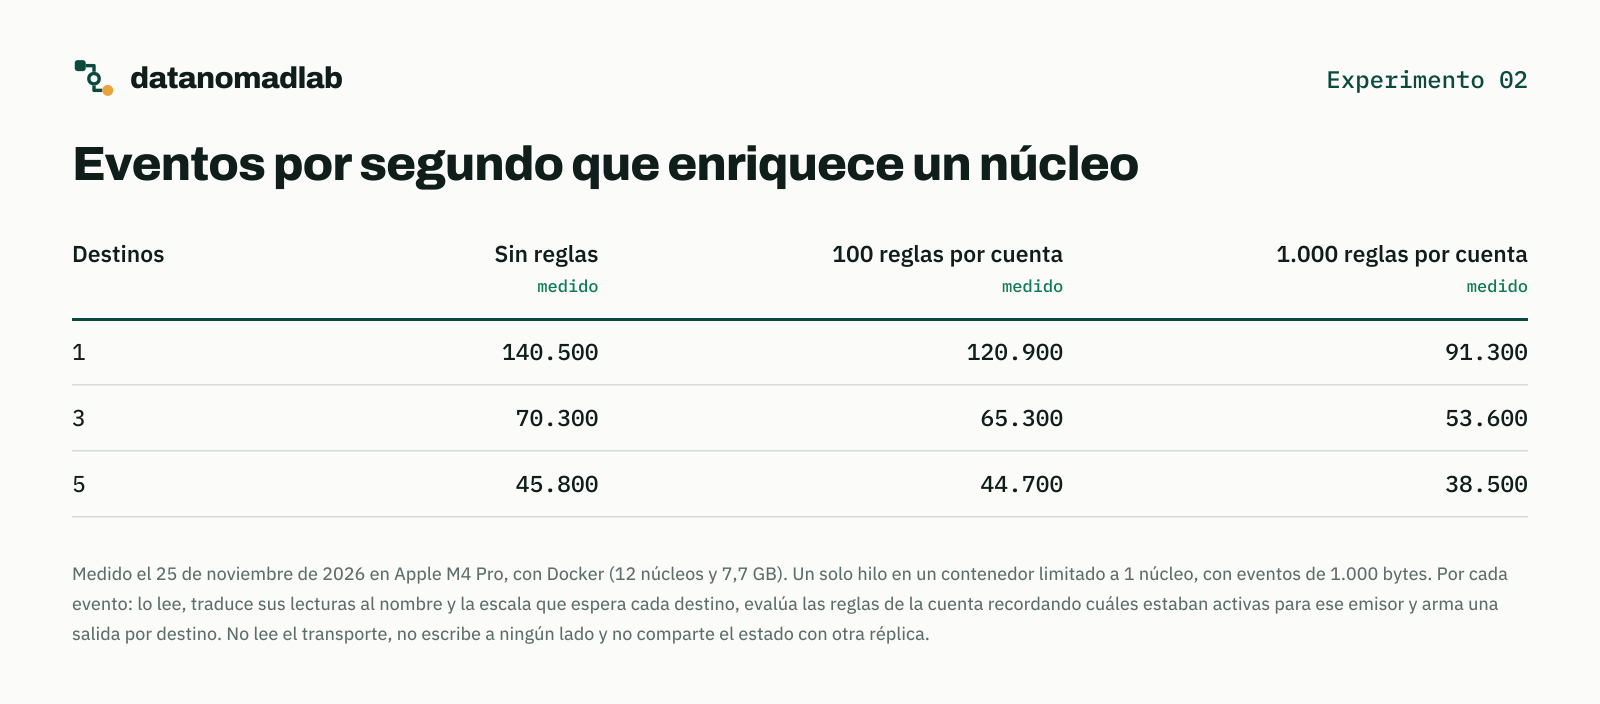 datanomadlab
Experimento 02
Eventos por segundo que enriquece un núcleo
Destinos Sin reglas 100 reglas por cuenta 1.000 reglas por cuenta
medido medido medido
1 140.500 120.900 91.300
3 70.300 65.300 53.600
5 45.800 44.700 38.500
Medido el 25 de noviembre de 2026 en Apple M4 Pro, con Docker (12 núcleos y 7,7 GB). Un solo hilo en un contenedor limitado a 1 núcleo, con eventos de 1.000 bytes. Por cada
evento: lo lee, traduce sus lecturas al nombre y la escala que espera cada destino, evalúa las reglas de la cuenta recordando cuáles estaban activas para ese emisor y arma una
salida por destino. No lee el transporte, no escribe a ningún lado y no comparte el estado con otra réplica.